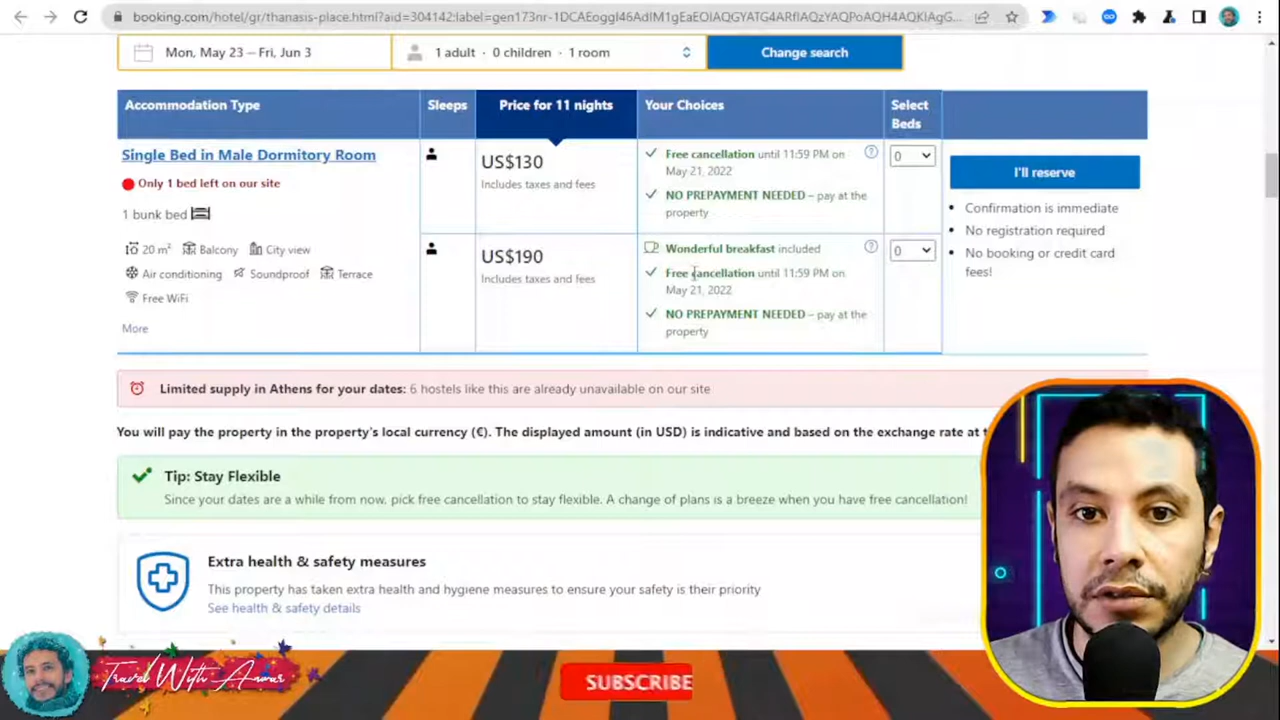 booking.com/hotel/gr/thanasis-place.html?aid=304142:label=gen173nr-1DCAEoggI46AdIM1gEaEOIAQGYATG4ARfIAQzYAQPoAQH4AQKIAgG...
Mon, May 23 – Fri, Jun 3
1 adult · 0 children · 1 room
Change search
Accommodation Type
Sleeps
Price for 11 nights
Your Choices
Select
Beds
Single Bed in Male Dormitory Room
Only 1 bed left on our site
1 bunk bed
20 m² Balcony City view
Air conditioning Soundproof Terrace
Free WiFi
More
US$130
Includes taxes and fees
Free cancellation until 11:59 PM on
May 21, 2022
NO PREPAYMENT NEEDED – pay at the
property
0
US$190
Includes taxes and fees
Wonderful breakfast included
Free cancellation until 11:59 PM on
May 21, 2022
NO PREPAYMENT NEEDED – pay at the
property
0
I'll reserve
• Confirmation is immediate
• No registration required
• No booking or credit card
fees!
Limited supply in Athens for your dates: 6 hostels like this are already unavailable on our site
You will pay the property in the property's local currency (€). The displayed amount (in USD) is indicative and based on the exchange rate at
Tip: Stay Flexible
Since your dates are a while from now, pick free cancellation to stay flexible. A change of plans is a breeze when you have free cancellation!
Extra health & safety measures
This property has taken extra health and hygiene measures to ensure your safety is their priority
See health & safety details
Travel With Anwar
SUBSCRIBE